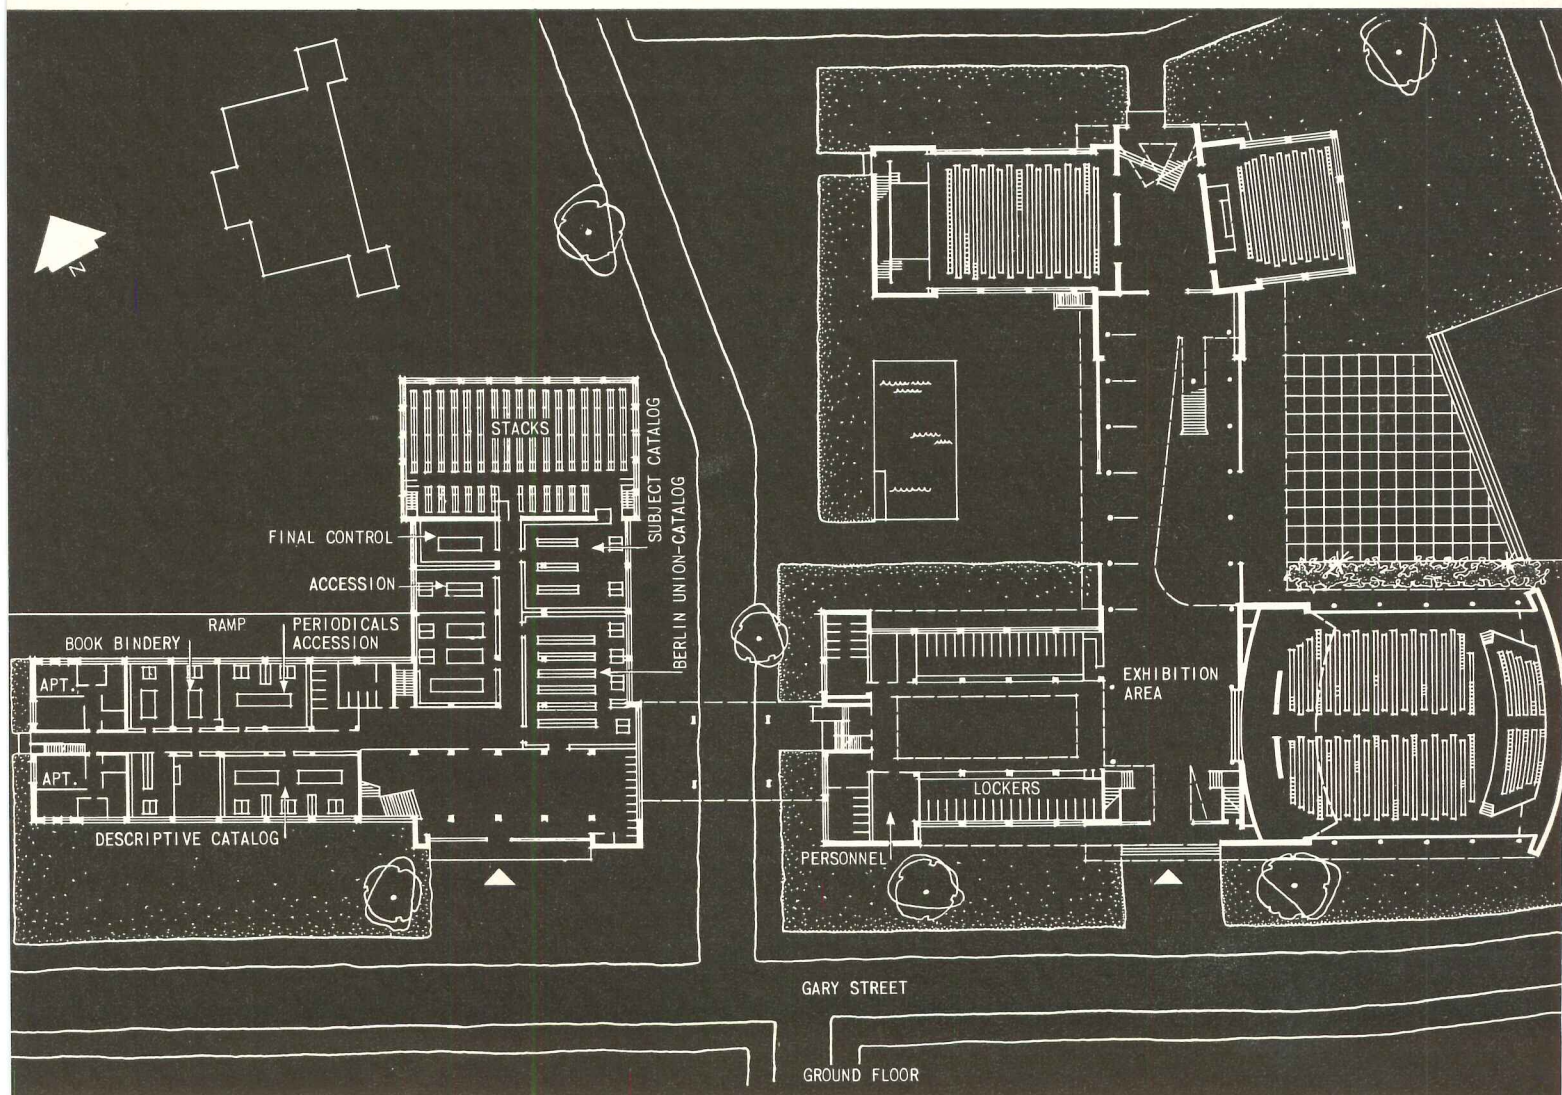 N
STACKS
SUBJECT CATALOG
BERLIN UNION-CATALOG
FINAL CONTROL
ACCESSION
RAMP
PERIODICALS
ACCESSION
BOOK BINDERY
APT.
APT.
DESCRIPTIVE CATALOG
EXHIBITION
AREA
LOCKERS
PERSONNEL
GARY STREET
GROUND FLOOR